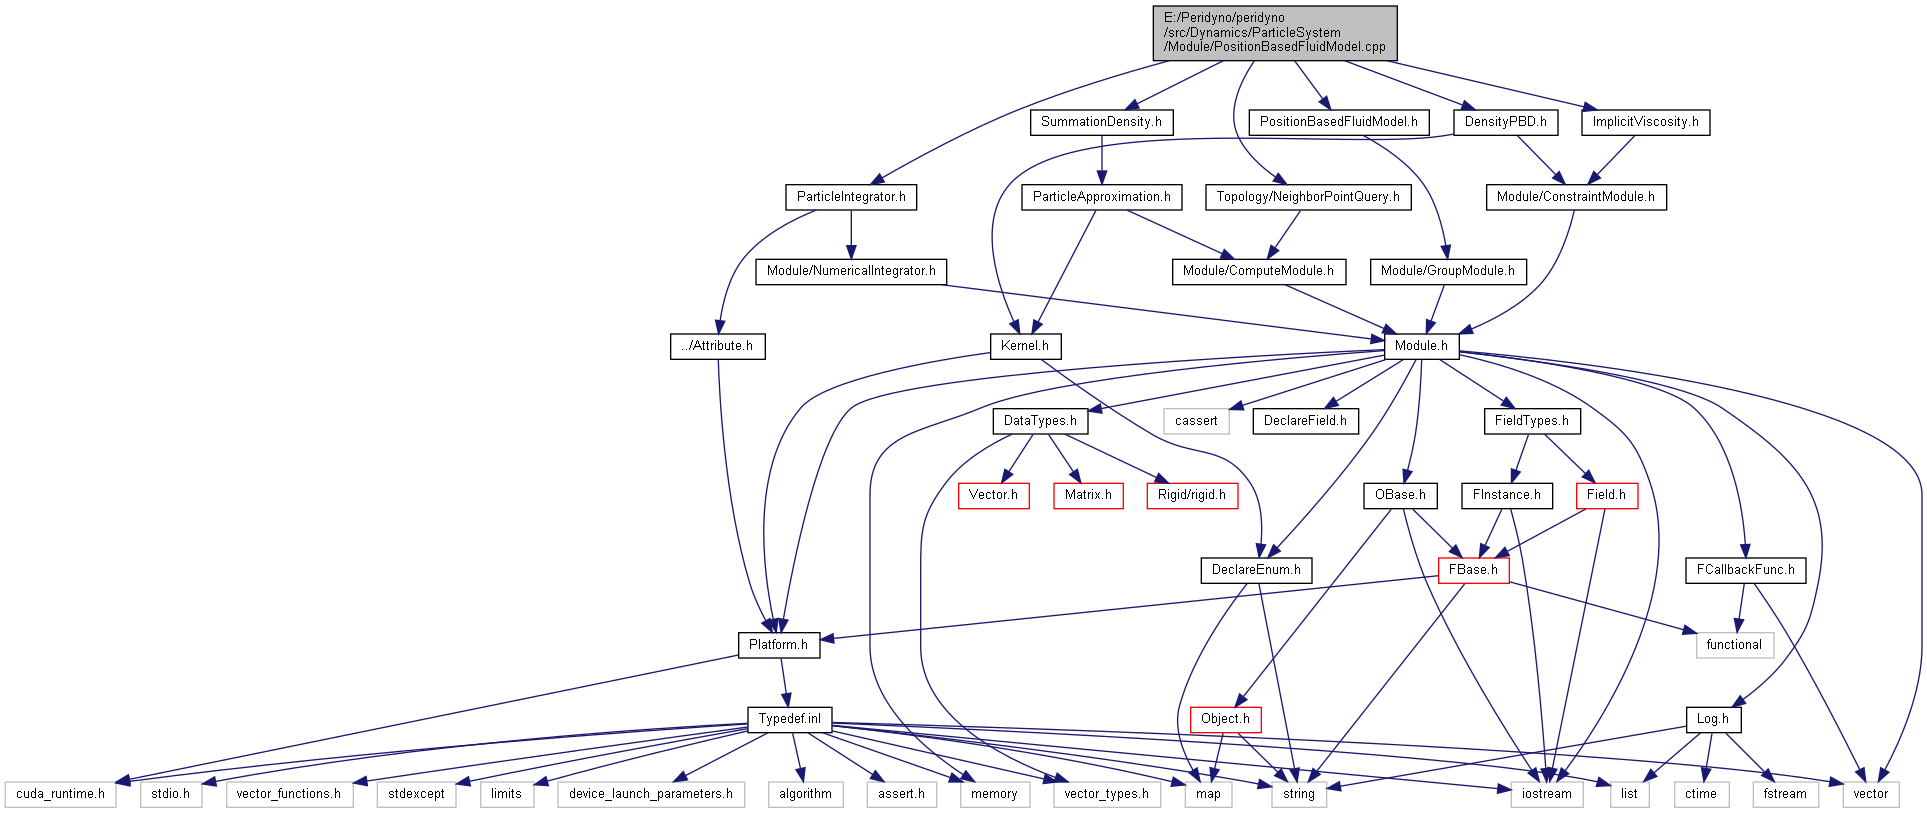 E:/Peridyno/peridyno
/src/Dynamics/ParticleSystem
/Module/PositionBasedFluidModel.cpp
SummationDensity.h
PositionBasedFluidModel.h
DensityPBD.h
ImplicitViscosity.h
ParticleIntegrator.h
ParticleApproximation.h
Topology/NeighborPointQuery.h
Module/ConstraintModule.h
Module/NumericalIntegrator.h
Module/ComputeModule.h
Module/GroupModule.h
../Attribute.h
Kernel.h
Module.h
DataTypes.h
cassert
DeclareField.h
FieldTypes.h
Vector.h
Matrix.h
Rigid/rigid.h
OBase.h
FInstance.h
Field.h
DeclareEnum.h
FBase.h
FCallbackFunc.h
Platform.h
functional
Typedef.inl
Object.h
Log.h
cuda_runtime.h
stdio.h
vector_functions.h
stdexcept
limits
device_launch_parameters.h
algorithm
assert.h
memory
vector_types.h
map
string
iostream
list
ctime
fstream
vector